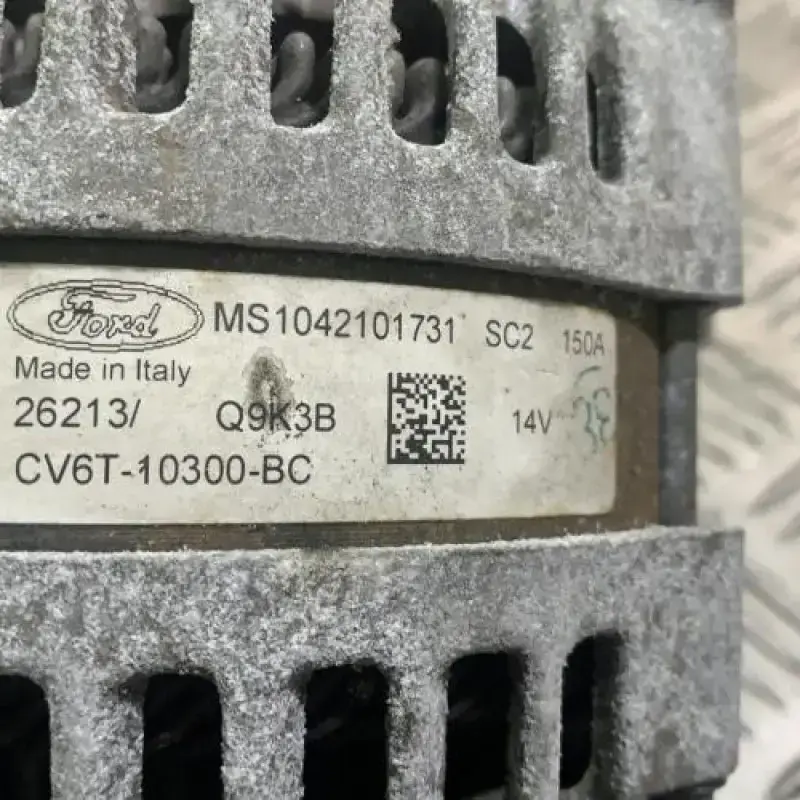 Ford MS1042101731 SC2 150A
Made in Italy
26213/ Q9K3B 14V
CV6T-10300-BC